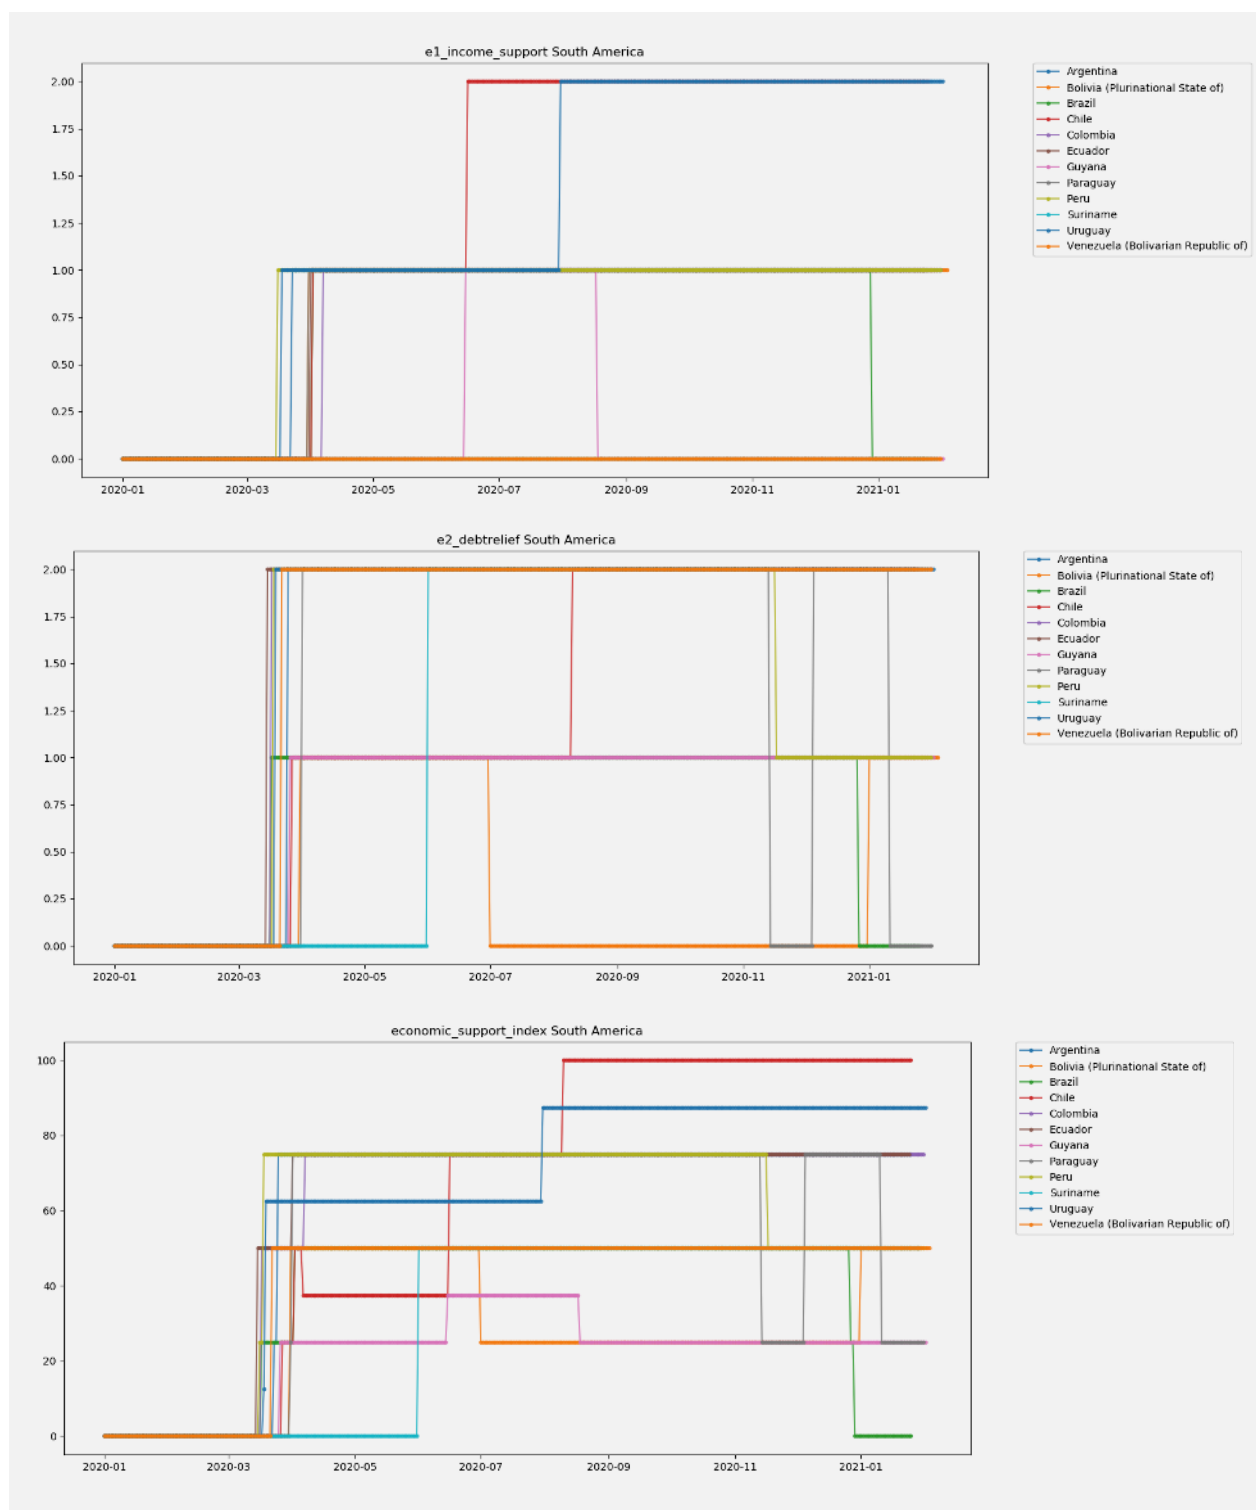 e1_income_support South America
2.00
1.75
1.50
1.25
1.00
0.75
0.50
0.25
0.00
2020-01 2020-03 2020-05 2020-07 2020-09 2020-11 2021-01
Argentina
Bolivia (Plurinational State of)
Brazil
Chile
Colombia
Ecuador
Guyana
Paraguay
Peru
Suriname
Uruguay
Venezuela (Bolivarian Republic of)
e2_debtrelief South America
2.00
1.75
1.50
1.25
1.00
0.75
0.50
0.25
0.00
2020-01 2020-03 2020-05 2020-07 2020-09 2020-11 2021-01
Argentina
Bolivia (Plurinational State of)
Brazil
Chile
Colombia
Ecuador
Guyana
Paraguay
Peru
Suriname
Uruguay
Venezuela (Bolivarian Republic of)
economic_support_index South America
100
80
60
40
20
0
2020-01 2020-03 2020-05 2020-07 2020-09 2020-11 2021-01
Argentina
Bolivia (Plurinational State of)
Brazil
Chile
Colombia
Ecuador
Guyana
Paraguay
Peru
Suriname
Uruguay
Venezuela (Bolivarian Republic of)